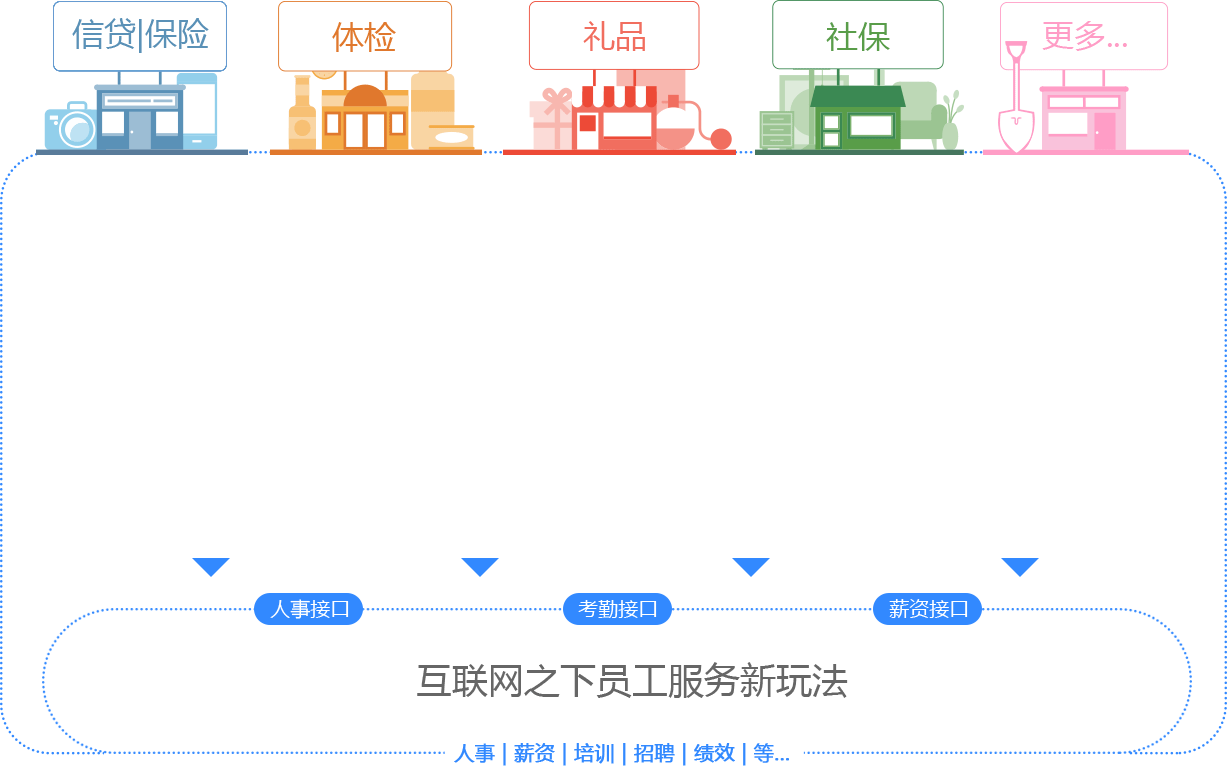 信贷|保险
体检
礼品
社保
更多...
人事接口
考勤接口
薪资接口
互联网之下员工服务新玩法
人事 | 薪资 | 培训 | 招聘 | 绩效 | 等...